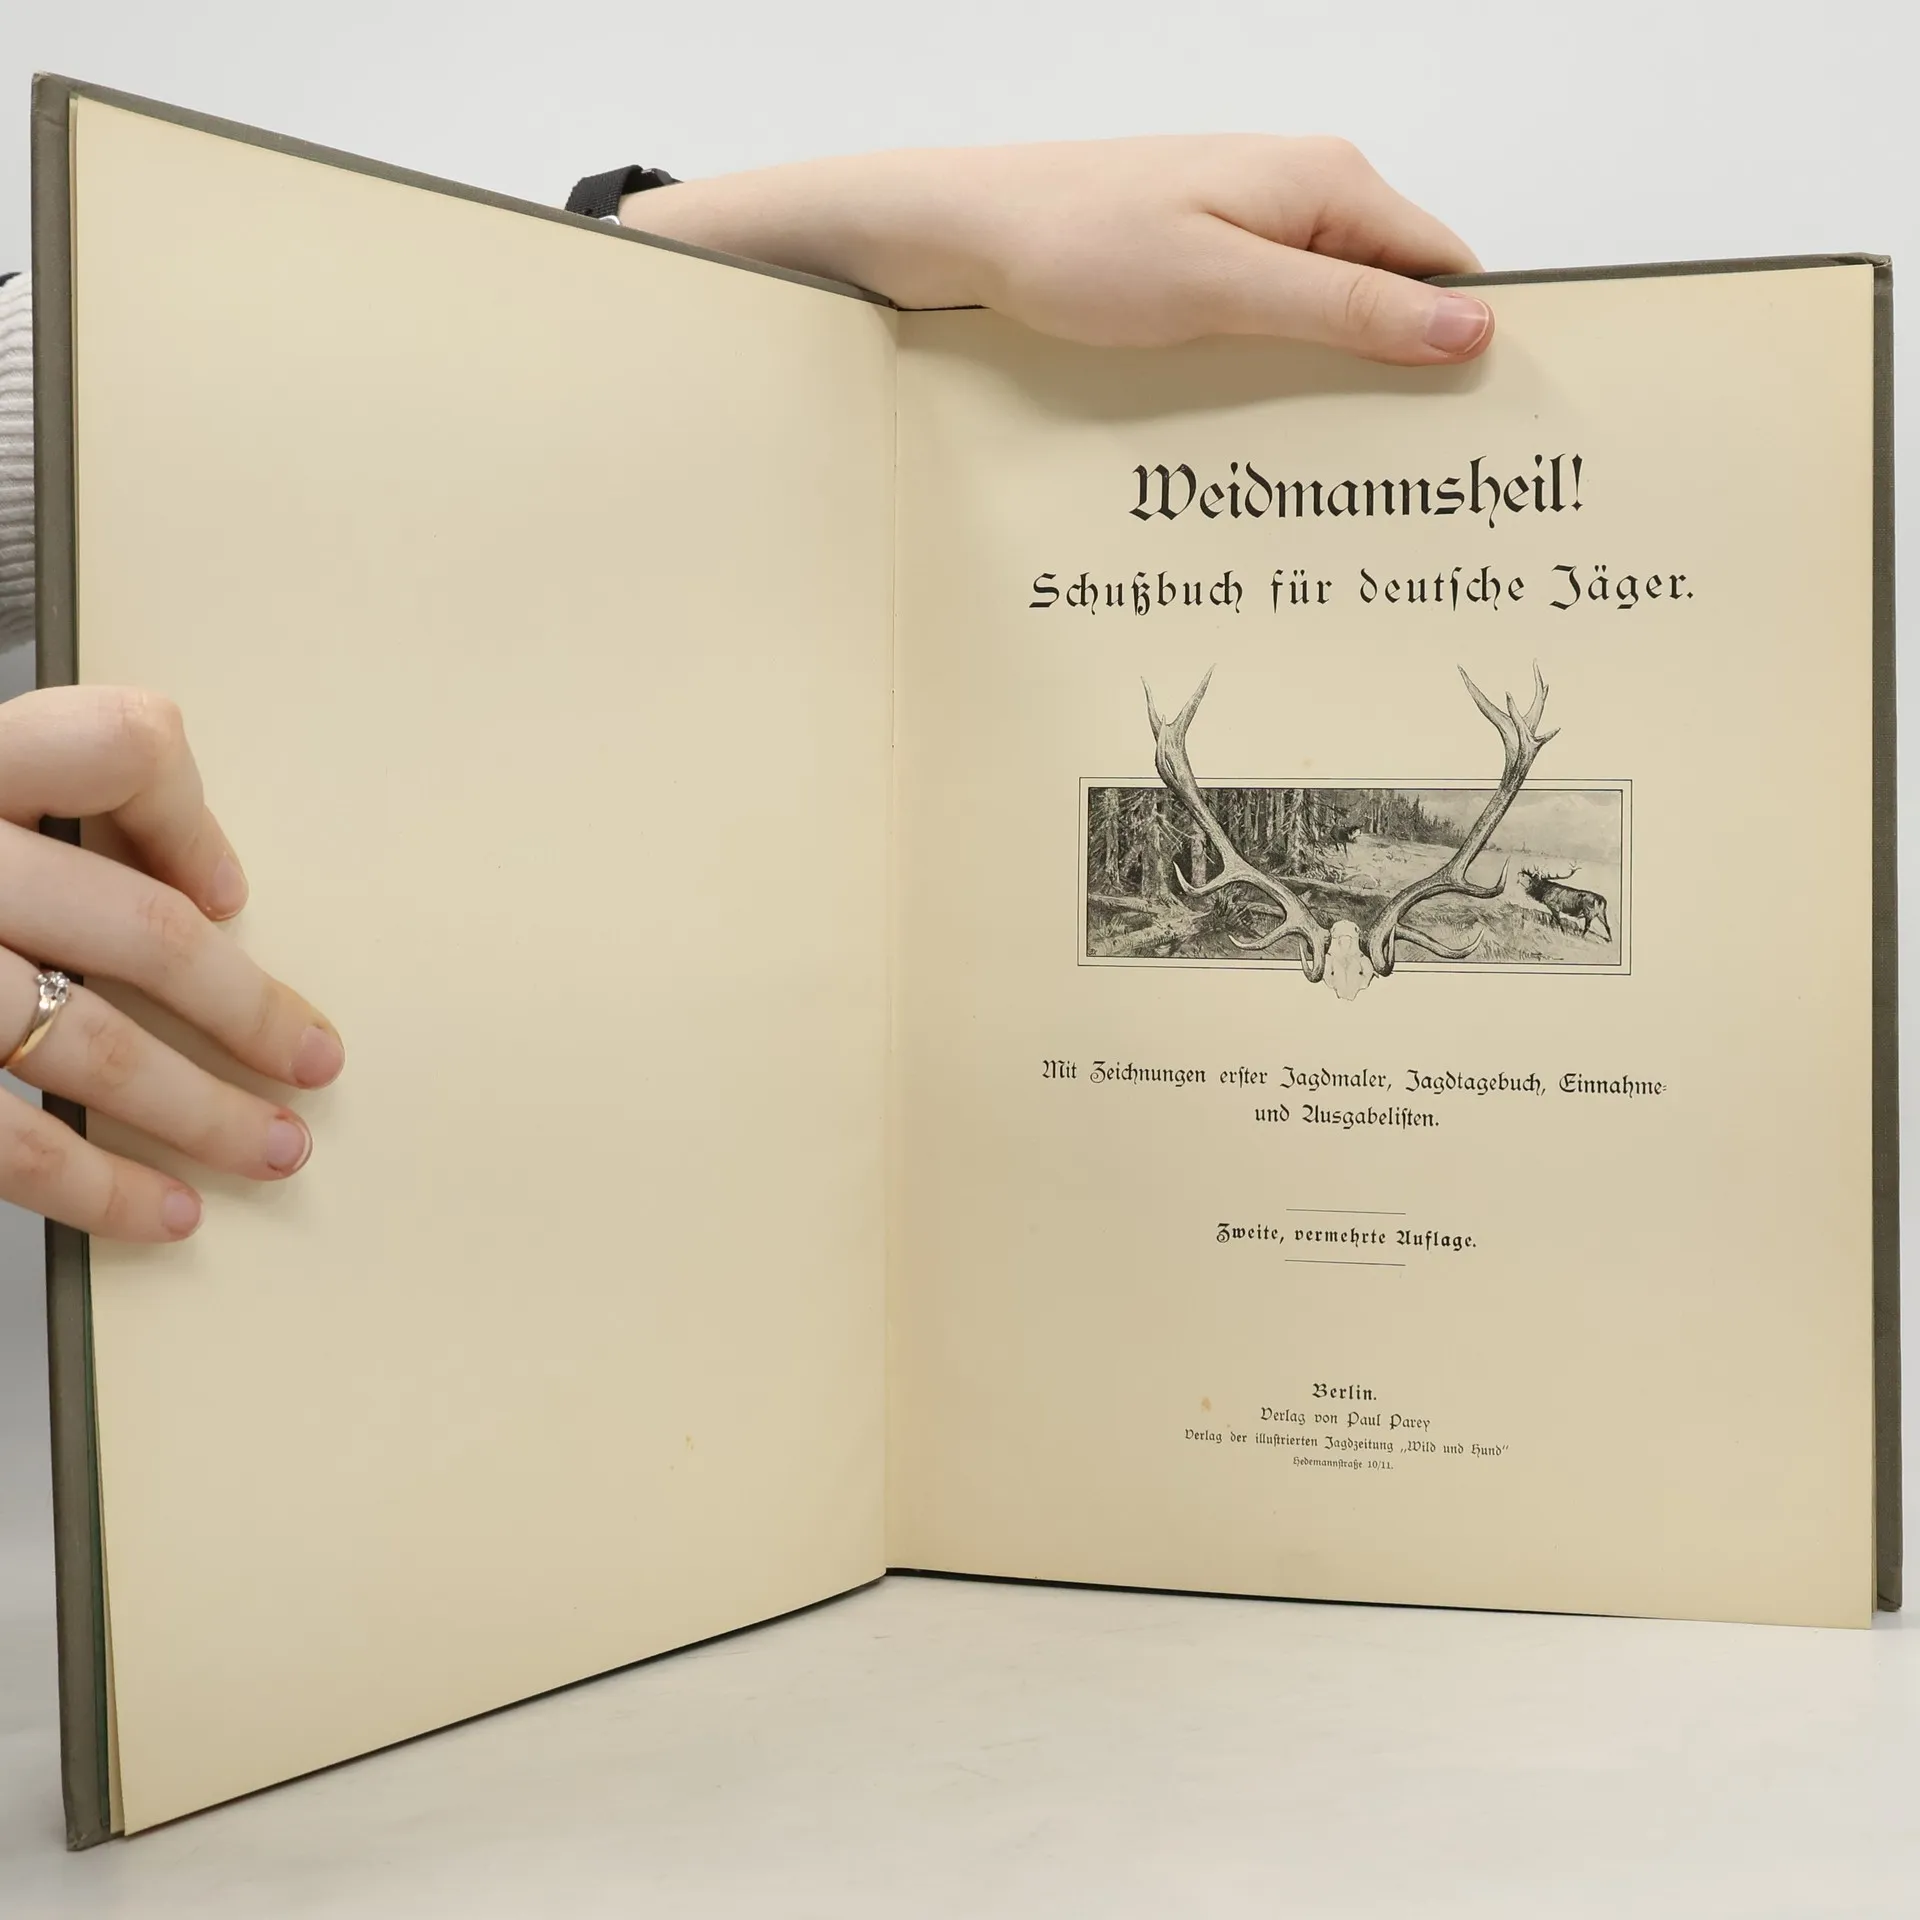 Weidmannsheil!
Schußbuch für deutſche Jäger.
Mit Zeichnungen erſter Jagdmaler, Jagdtagebuch, Einnahme-
und Ausgabeliſten.
Zweite, vermehrte Auflage.
Berlin.
Verlag von Paul Parey
Verlag der illuſtrierten Jagdzeitung „Wild und Hund“
Hedemannſtraße 10/11.